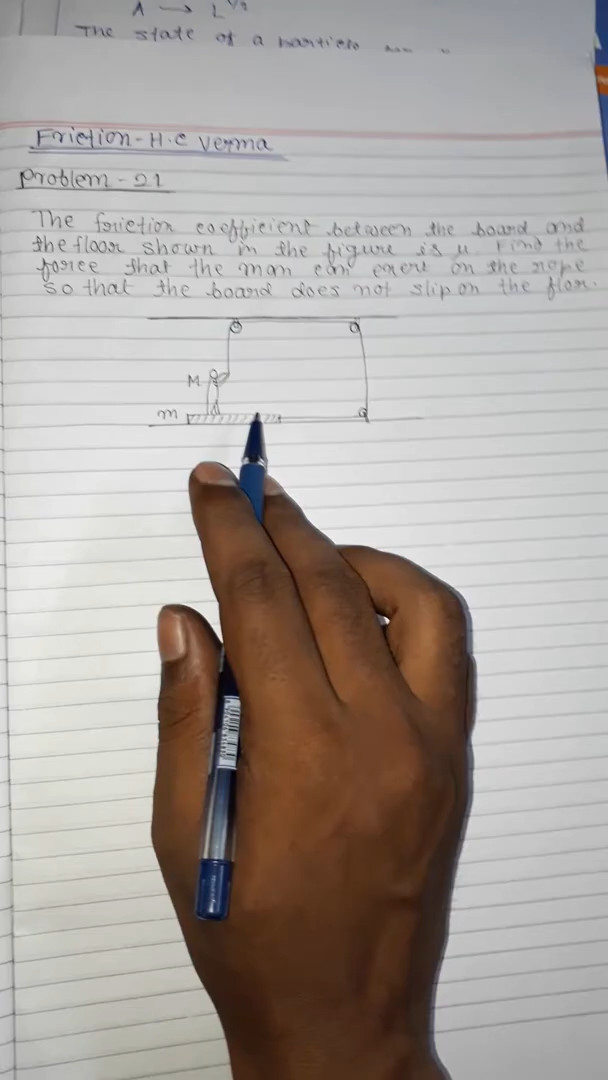 A → L
The state of a particle
Friction-H.C Verma
Problem-21
The friction coefficient between the board and
the floor shown in the figure is μ. Find the
force that the man can exert on the rope
so that the board does not slip on the floor.
M
m